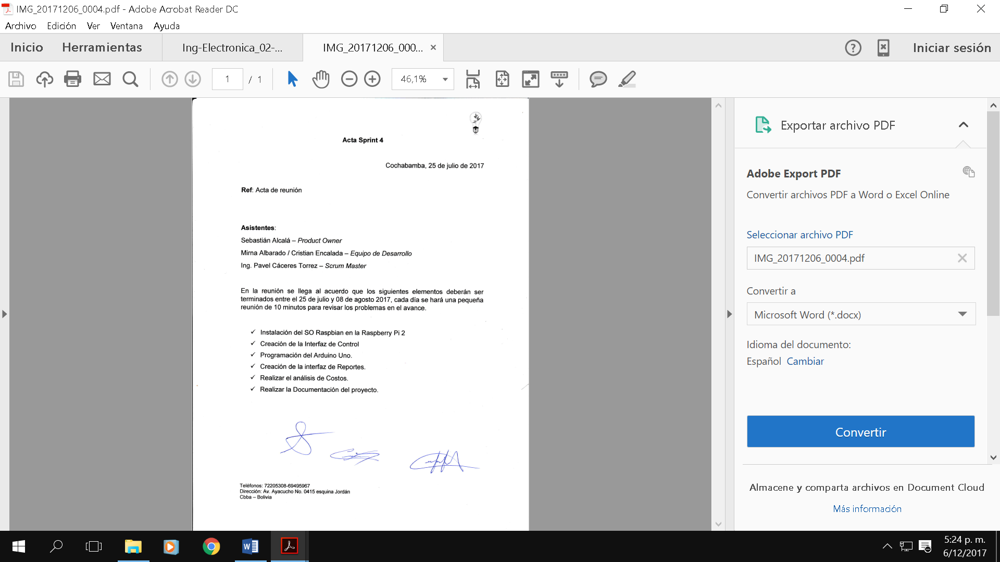 IMG_20171206_0004.pdf - Adobe Acrobat Reader DC
Archivo Edición Ver Ventana Ayuda
Inicio Herramientas Ing-Electronica_02-... IMG_20171206_000... Iniciar sesión
1 / 1 46,1%
Acta Sprint 4
Cochabamba, 25 de julio de 2017
Ref: Acta de reunión
Asistentes:
Sebastián Alcalá – Product Owner
Mirna Albarado / Cristian Encalada – Equipo de Desarrollo
Ing. Pavel Cáceres Torrez – Scrum Master
En la reunión se llega al acuerdo que los siguientes elementos deberán ser
terminados entre el 25 de julio y 08 de agosto 2017, cada día se hará una pequeña
reunión de 10 minutos para revisar los problemas en el avance.
✓ Instalación del SO Raspbian en la Raspberry Pi 2
✓ Creación de la Interfaz de Control
✓ Programación del Arduino Uno.
✓ Creación de la interfaz de Reportes.
✓ Realizar el análisis de Costos.
✓ Realizar la Documentación del proyecto.
Teléfonos: 72205308-69495967
Dirección: Av. Ayacucho No. 0415 esquina Jordán
Cbba – Bolivia
Exportar archivo PDF
Adobe Export PDF
Convertir archivos PDF a Word o Excel Online
Seleccionar archivo PDF
IMG_20171206_0004.pdf
Convertir a
Microsoft Word (*.docx)
Idioma del documento:
Español Cambiar
Convertir
Almacene y comparta archivos en Document Cloud
Más información
5:24 p. m.
6/12/2017